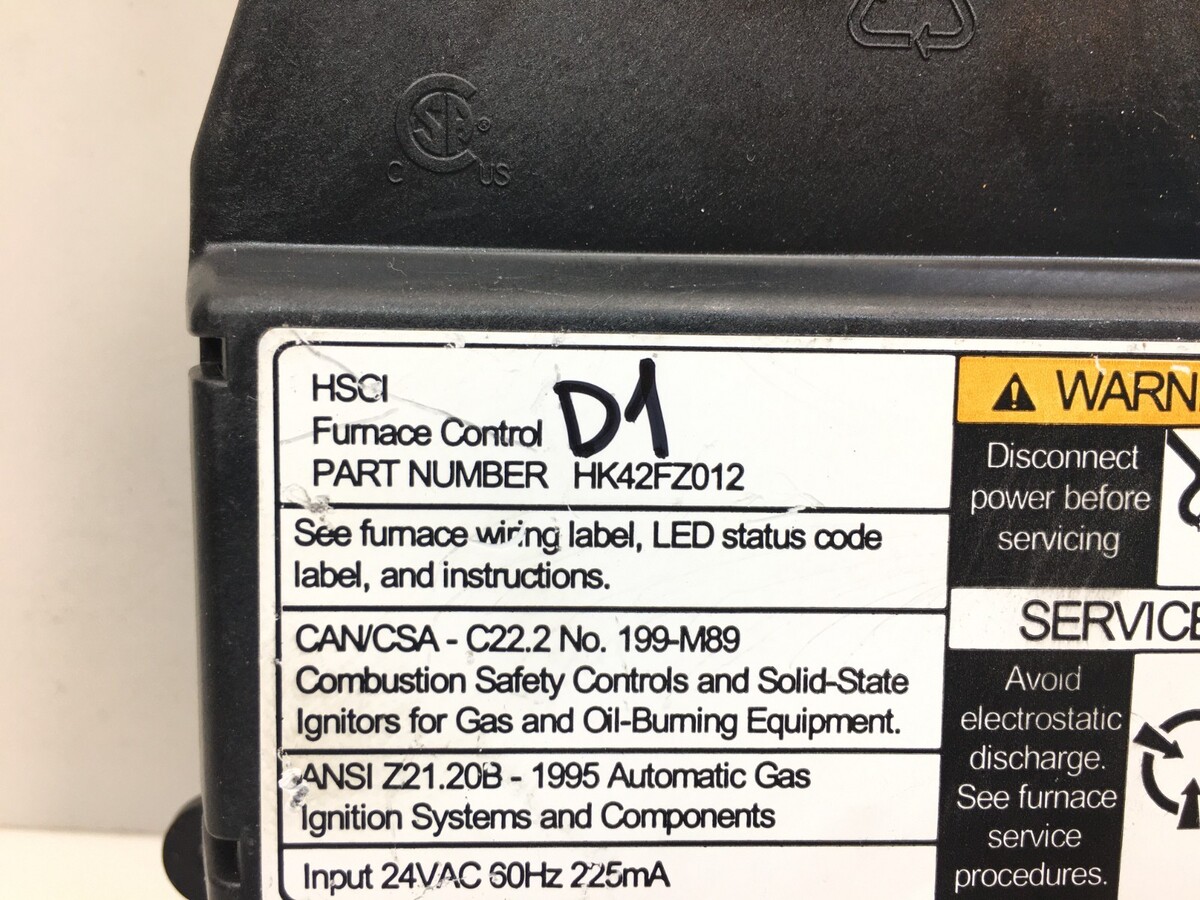 C SA® US
HSCI
Furnace Control D1
PART NUMBER HK42FZ012
See furnace wiring label, LED status code
label, and instructions.
CAN/CSA - C22.2 No. 199-M89
Combustion Safety Controls and Solid-State
Ignitors for Gas and Oil-Burning Equipment.
ANSI Z21.20B - 1995 Automatic Gas
Ignition Systems and Components
Input 24VAC 60Hz 225mA
WARN
Disconnect
power before
servicing
SERVICE
Avoid
electrostatic
discharge.
See furnace
service
procedures.